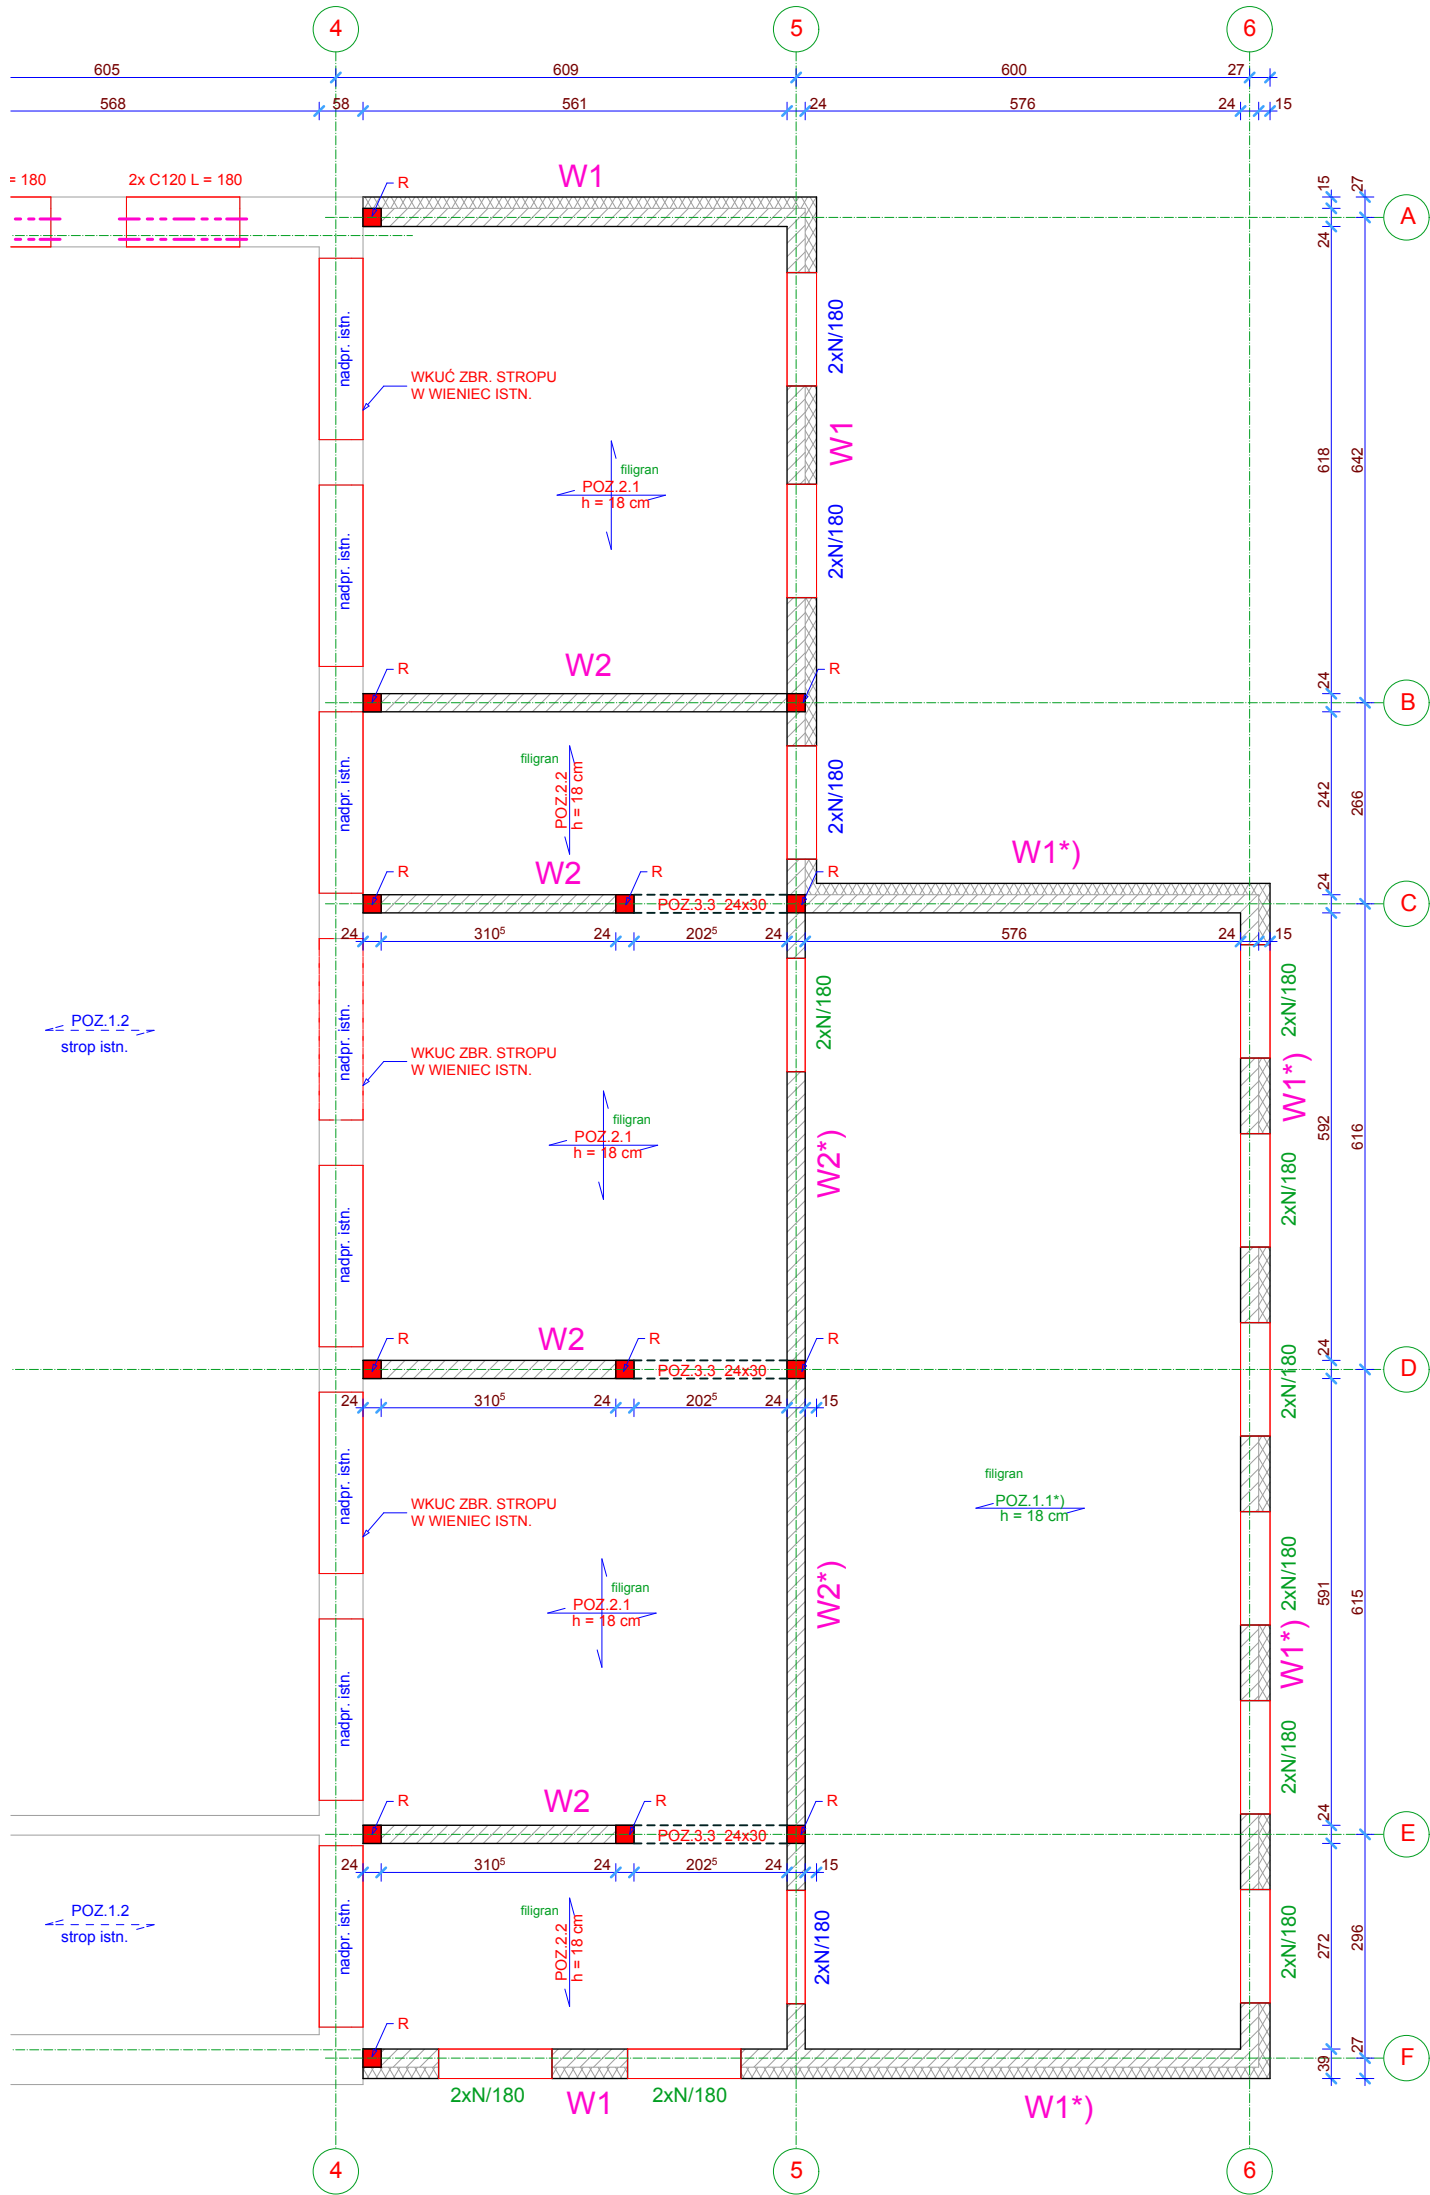 4
5
6
605
609
600
27
568
58
561
24
576
24
15
= 180
2x C120 L = 180
W1
R
15
27
A
24
nadpr. istn.
2xN/180
WKUĆ ZBR. STROPU
W WIENIEC ISTN.
W1
filigran
POZ.2.1
h = 18 cm
618
642
nadpr. istn.
2xN/180
W2
R
R
24
B
nadpr. istn.
filigran
POZ.2.2
h = 18 cm
2xN/180
242
266
W2
W1*)
R
R
R
24
C
POZ.3.3 24x30
24
310⁵
24
202⁵
24
576
24
15
nadpr. istn.
2xN/180
2xN/180
POZ.1.2
strop istn.
WKUC ZBR. STROPU
W WIENIEC ISTN.
W1*)
filigran
POZ.2.1
h = 18 cm
W2*)
592
616
nadpr. istn.
2xN/180
W2
R
R
R
24
D
POZ.3.3 24x30
2xN/180
24
310⁵
24
202⁵
24
15
nadpr. istn.
WKUC ZBR. STROPU
W WIENIEC ISTN.
filigran
POZ.1.1*)
h = 18 cm
2xN/180
filigran
POZ.2.1
h = 18 cm
W2*)
591
615
W1*)
nadpr. istn.
2xN/180
W2
R
R
R
24
E
POZ.3.3 24x30
24
310⁵
24
202⁵
24
15
POZ.1.2
strop istn.
nadpr. istn.
filigran
POZ.2.2
h = 18 cm
2xN/180
2xN/180
272
296
R
39
27
F
2xN/180
W1
2xN/180
W1*)
4
5
6